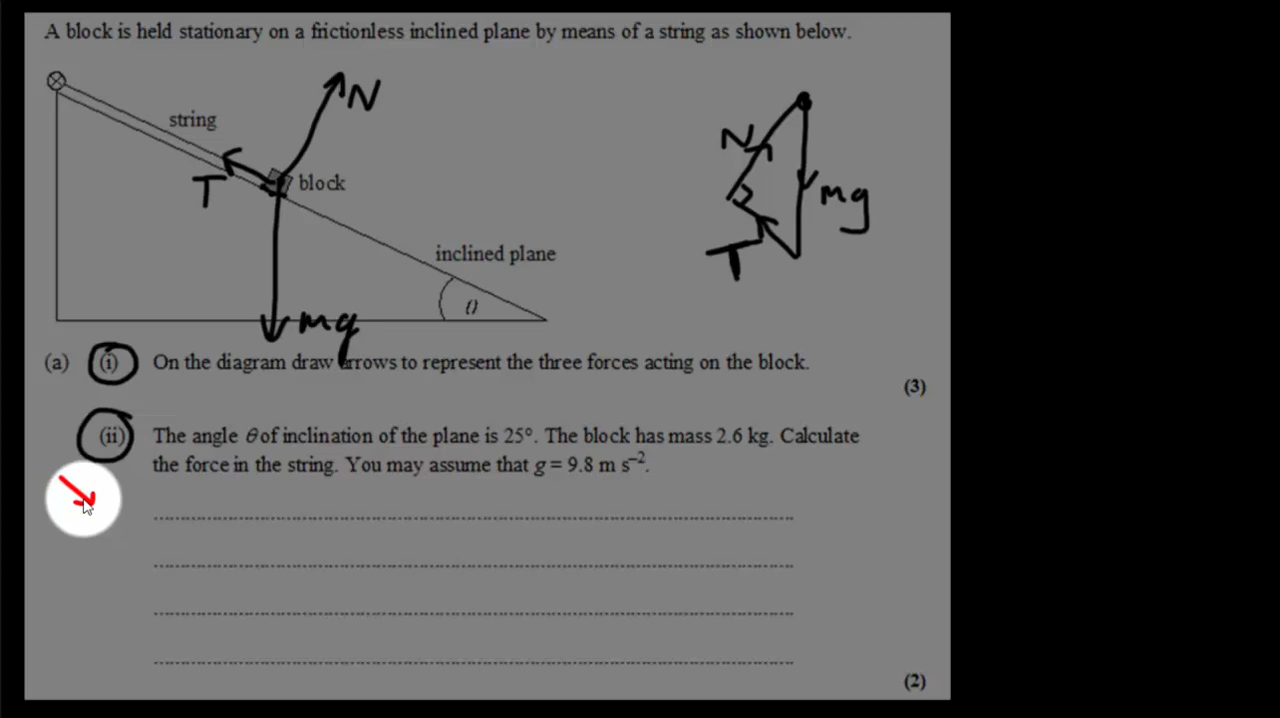 A block is held stationary on a frictionless inclined plane by means of a string as shown below.
N
string
N
T
block
mg
T
inclined plane
θ
mg
(a) (i) On the diagram draw arrows to represent the three forces acting on the block.
(3)
(ii) The angle θ of inclination of the plane is 25°. The block has mass 2.6 kg. Calculate
the force in the string. You may assume that g = 9.8 m s⁻².
(2)